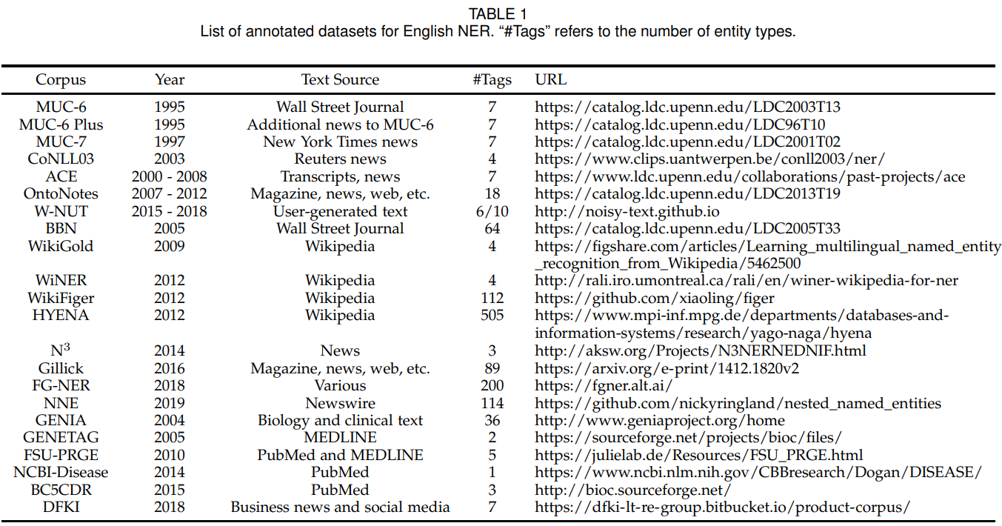 TABLE 1
List of annotated datasets for English NER. “#Tags” refers to the number of entity types.
Corpus Year Text Source #Tags URL
MUC-6 1995 Wall Street Journal 7 https://catalog.ldc.upenn.edu/LDC2003T13
MUC-6 Plus 1995 Additional news to MUC-6 7 https://catalog.ldc.upenn.edu/LDC96T10
MUC-7 1997 New York Times news 7 https://catalog.ldc.upenn.edu/LDC2001T02
CoNLL03 2003 Reuters news 4 https://www.clips.uantwerpen.be/conll2003/ner/
ACE 2000 - 2008 Transcripts, news 7 https://www.ldc.upenn.edu/collaborations/past-projects/ace
OntoNotes 2007 - 2012 Magazine, news, web, etc. 18 https://catalog.ldc.upenn.edu/LDC2013T19
W-NUT 2015 - 2018 User-generated text 6/10 http://noisy-text.github.io
BBN 2005 Wall Street Journal 64 https://catalog.ldc.upenn.edu/LDC2005T33
WikiGold 2009 Wikipedia 4 https://figshare.com/articles/Learning_multilingual_named_entity
_recognition_from_Wikipedia/5462500
WiNER 2012 Wikipedia 4 http://rali.iro.umontreal.ca/rali/en/winer-wikipedia-for-ner
WikiFiger 2012 Wikipedia 112 https://github.com/xiaoling/figer
HYENA 2012 Wikipedia 505 https://www.mpi-inf.mpg.de/departments/databases-and-
information-systems/research/yago-naga/hyena
N³ 2014 News 3 http://aksw.org/Projects/N3NERNEDNIF.html
Gillick 2016 Magazine, news, web, etc. 89 https://arxiv.org/e-print/1412.1820v2
FG-NER 2018 Various 200 https://fgner.alt.ai/
NNE 2019 Newswire 114 https://github.com/nickyringland/nested_named_entities
GENIA 2004 Biology and clinical text 36 http://www.geniaproject.org/home
GENETAG 2005 MEDLINE 2 https://sourceforge.net/projects/bioc/files/
FSU-PRGE 2010 PubMed and MEDLINE 5 https://julielab.de/Resources/FSU_PRGE.html
NCBI-Disease 2014 PubMed 1 https://www.ncbi.nlm.nih.gov/CBBresearch/Dogan/DISEASE/
BC5CDR 2015 PubMed 3 http://bioc.sourceforge.net/
DFKI 2018 Business news and social media 7 https://dfki-lt-re-group.bitbucket.io/product-corpus/